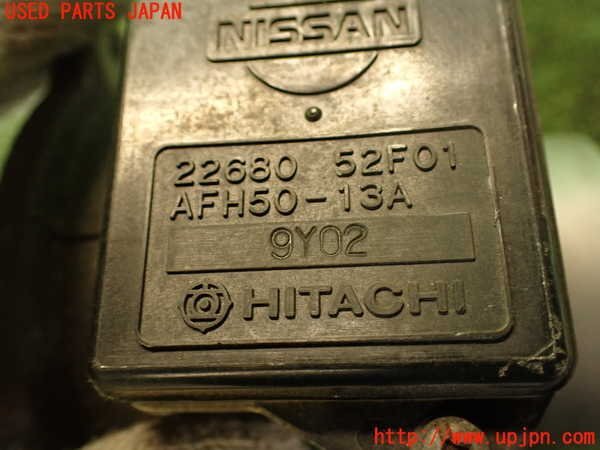 USED PARTS JAPAN
NISSAN
22680 52F01
AFH50-13A
9Y02
HITACHI
http://www.upjpn.com/